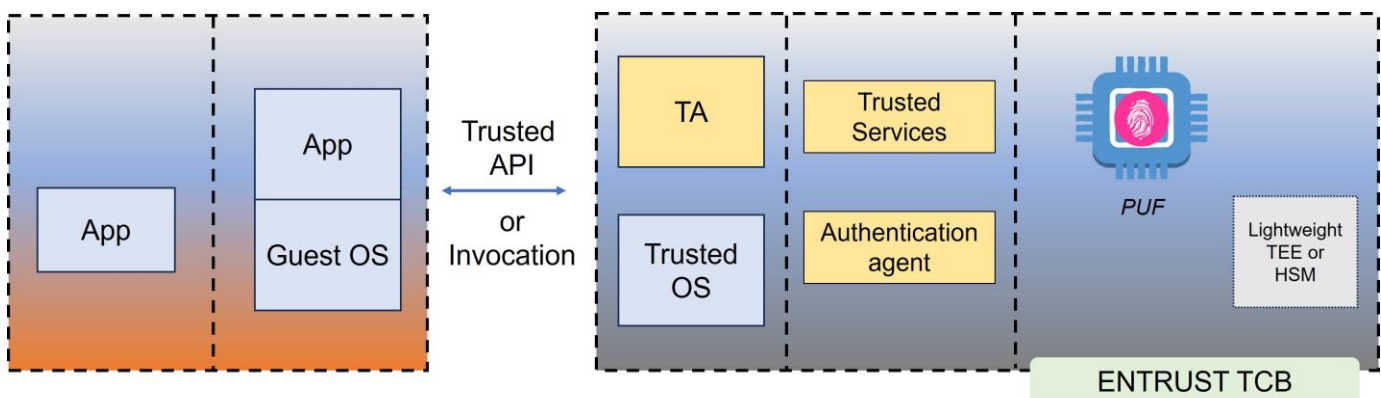 App
App
Guest OS
Trusted
API
or
Invocation
TA
Trusted
OS
Trusted
Services
Authentication
agent
PUF
Lightweight
TEE or
HSM
ENTRUST TCB